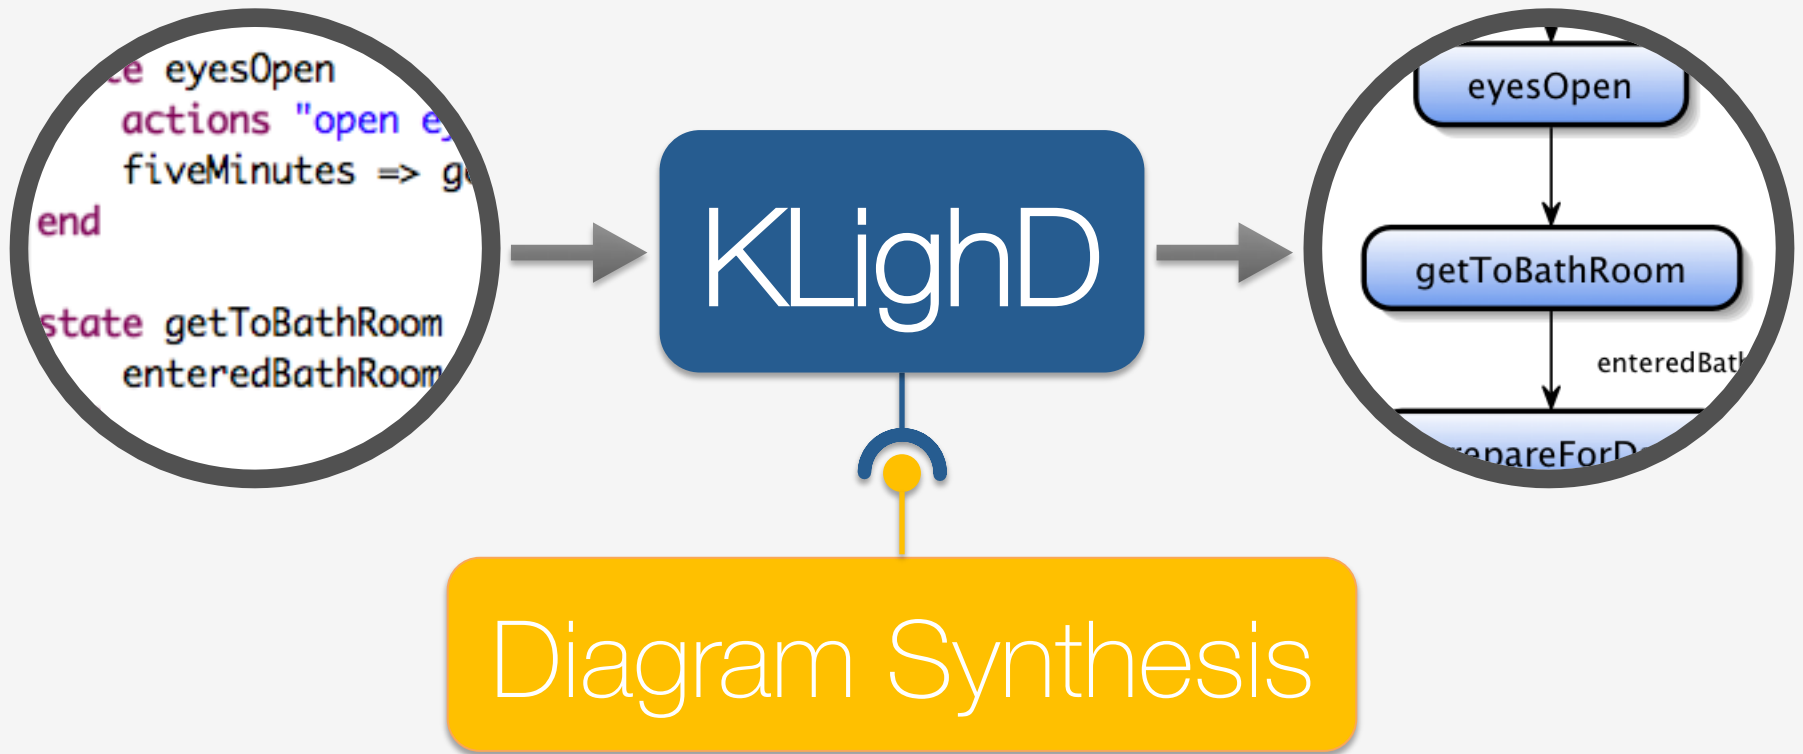 eyesOpen
actions "open
fiveMinutes =>
end
state getToBathRoom
enteredBathRoom
KLighD
eyesOpen
getToBathRoom
Diagram Synthesis